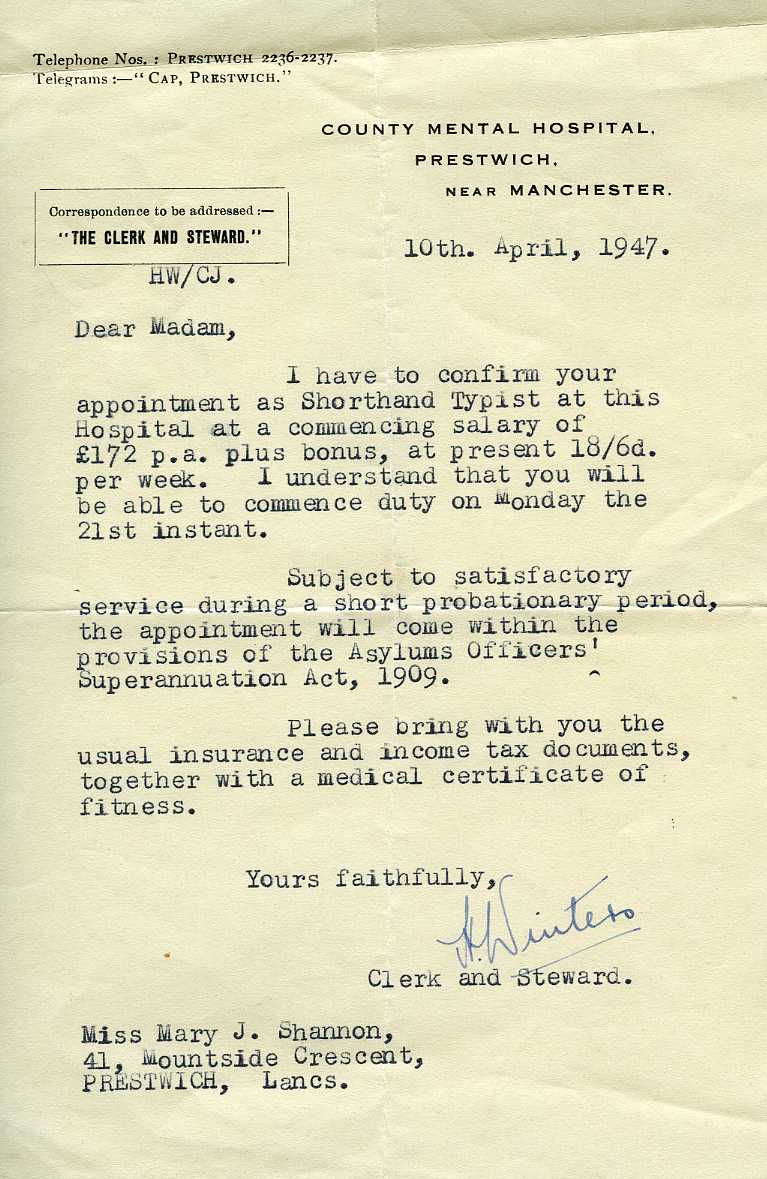 Telephone Nos. : PRESTWICH 2236-2237.
Telegrams :—" CAP, PRESTWICH."
COUNTY MENTAL HOSPITAL,
PRESTWICH,
NEAR MANCHESTER.
Correspondence to be addressed :—
"THE CLERK AND STEWARD."
10th. April, 1947.
HW/CJ.
Dear Madam,
I have to confirm your
appointment as Shorthand Typist at this
Hospital at a commencing salary of
£172 p.a. plus bonus, at present 18/6d.
per week. I understand that you will
be able to commence duty on Monday the
21st instant.
Subject to satisfactory
service during a short probationary period,
the appointment will come within the
provisions of the Asylums Officers'
Superannuation Act, 1909.
Please bring with you the
usual insurance and income tax documents,
together with a medical certificate of
fitness.
Yours faithfully,
H. Winters
Clerk and Steward.
Miss Mary J. Shannon,
41, Mountside Crescent,
PRESTWICH, Lancs.